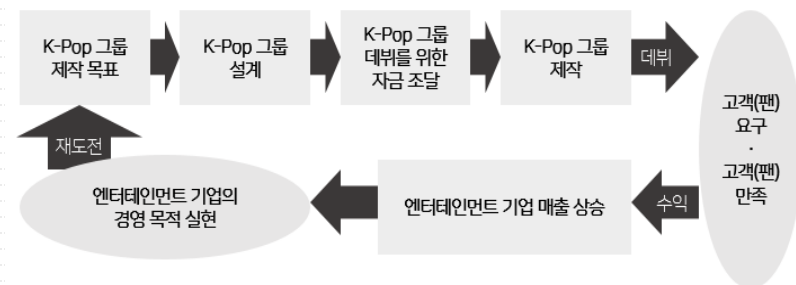 K-Pop 그룹
제작 목표
K-Pop 그룹
설계
K-Pop 그룹
데뷔를 위한
자금 조달
K-Pop 그룹
제작
데뷔
고객(팬)
요구
·
고객(팬)
만족
수익
엔터테인먼트 기업 매출 상승
엔터테인먼트 기업의
경영 목적 실현
재도전